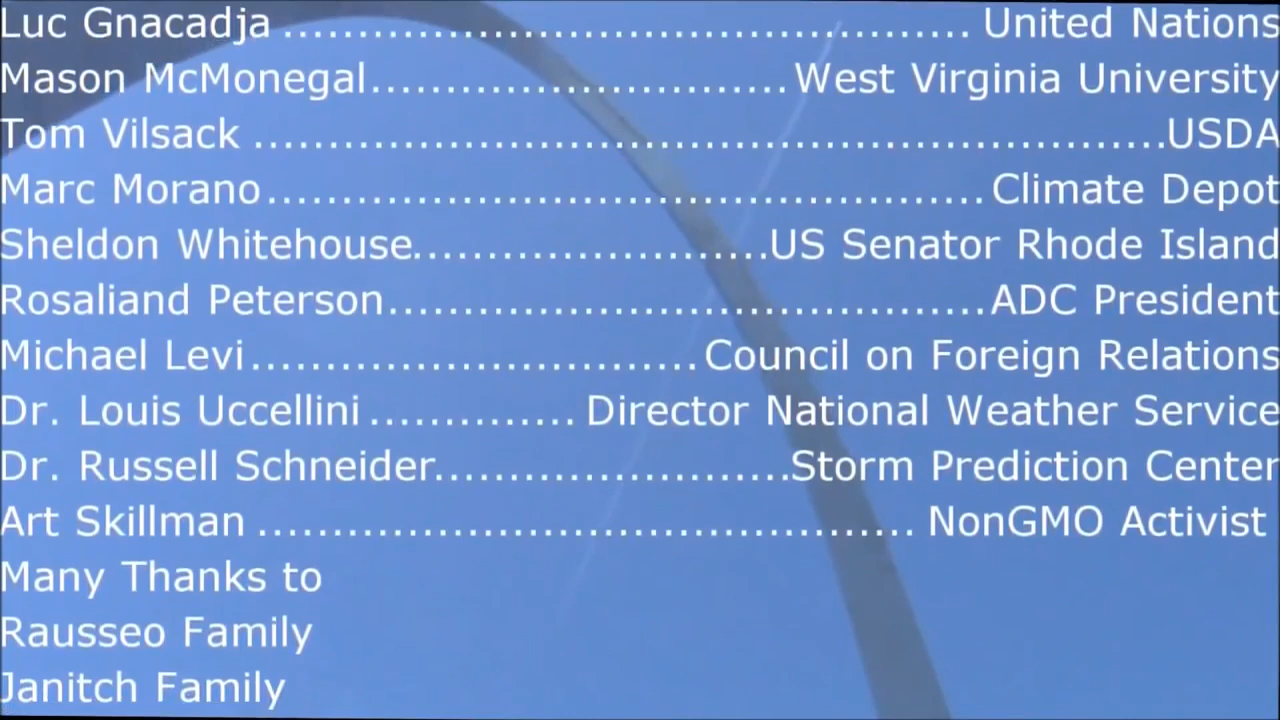 Luc Gnacadja ............................................. United Nations
Mason McMonegal........................... West Virginia University
Tom Vilsack ............................................................USDA
Marc Morano............................................... Climate Depot
Sheldon Whitehouse.......................US Senator Rhode Island
Rosaliand Peterson.......................................ADC President
Michael Levi.............................Council on Foreign Relations
Dr. Louis Uccellini .............. Director National Weather Service
Dr. Russell Schneider.......................Storm Prediction Center
Art Skillman ........................................... NonGMO Activist
Many Thanks to
Rausseo Family
Janitch Family